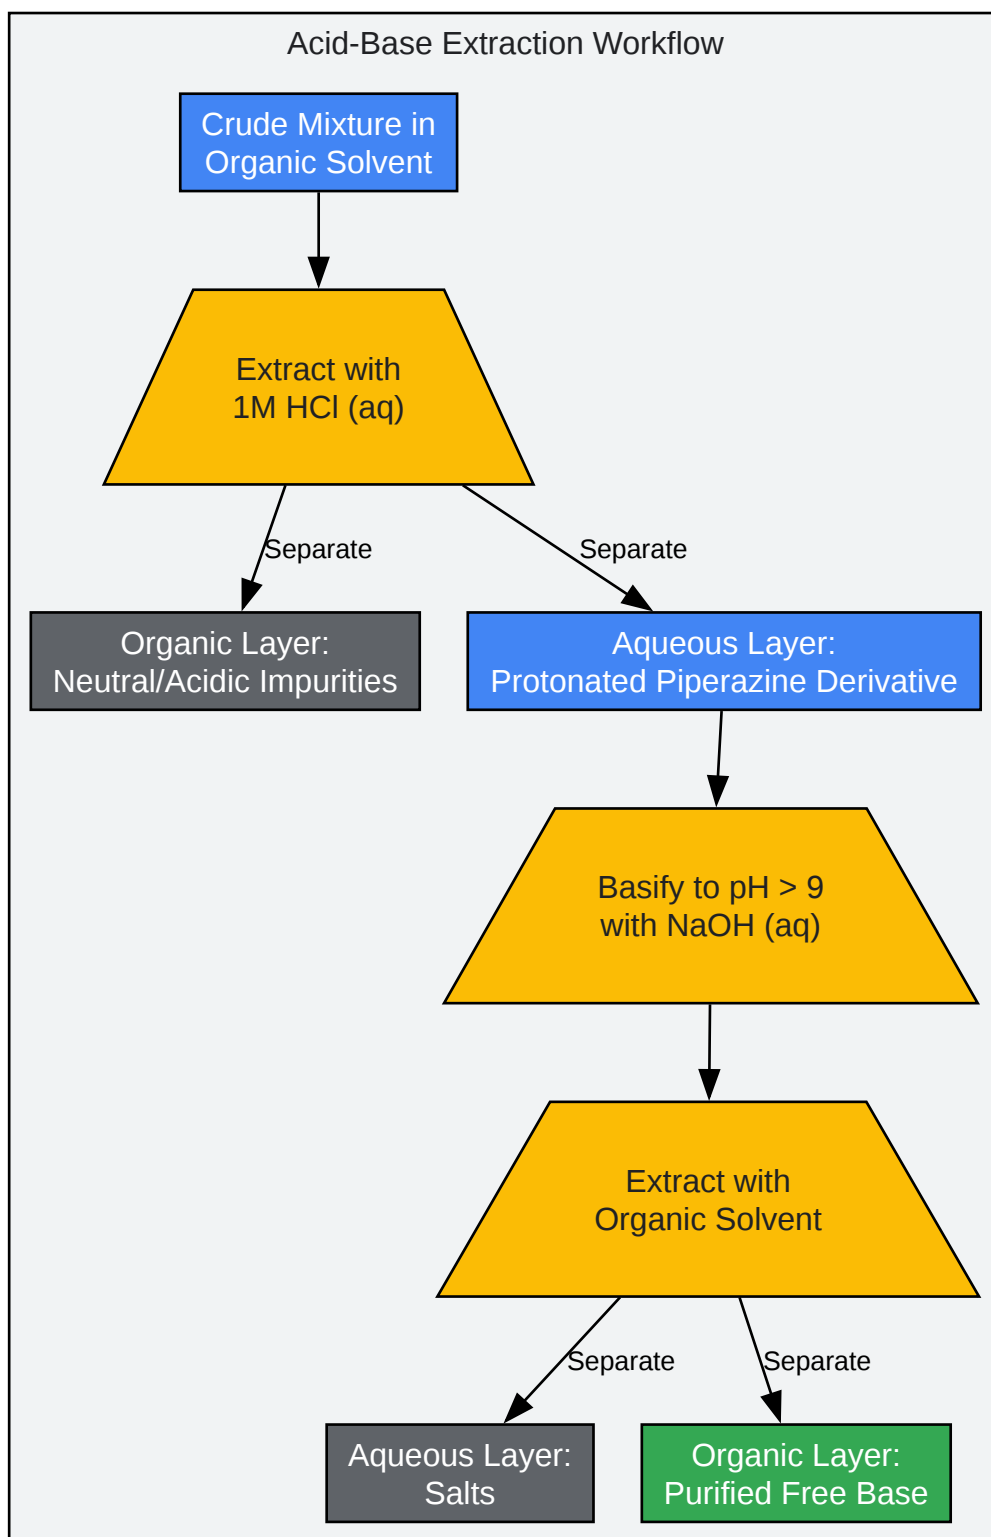 Acid-Base Extraction Workflow
Crude Mixture in
Organic Solvent
Extract with
1M HCl (aq)
Separate
Separate
Organic Layer:
Neutral/Acidic Impurities
Aqueous Layer:
Protonated Piperazine Derivative
Basify to pH > 9
with NaOH (aq)
Extract with
Organic Solvent
Separate
Separate
Aqueous Layer:
Salts
Organic Layer:
Purified Free Base